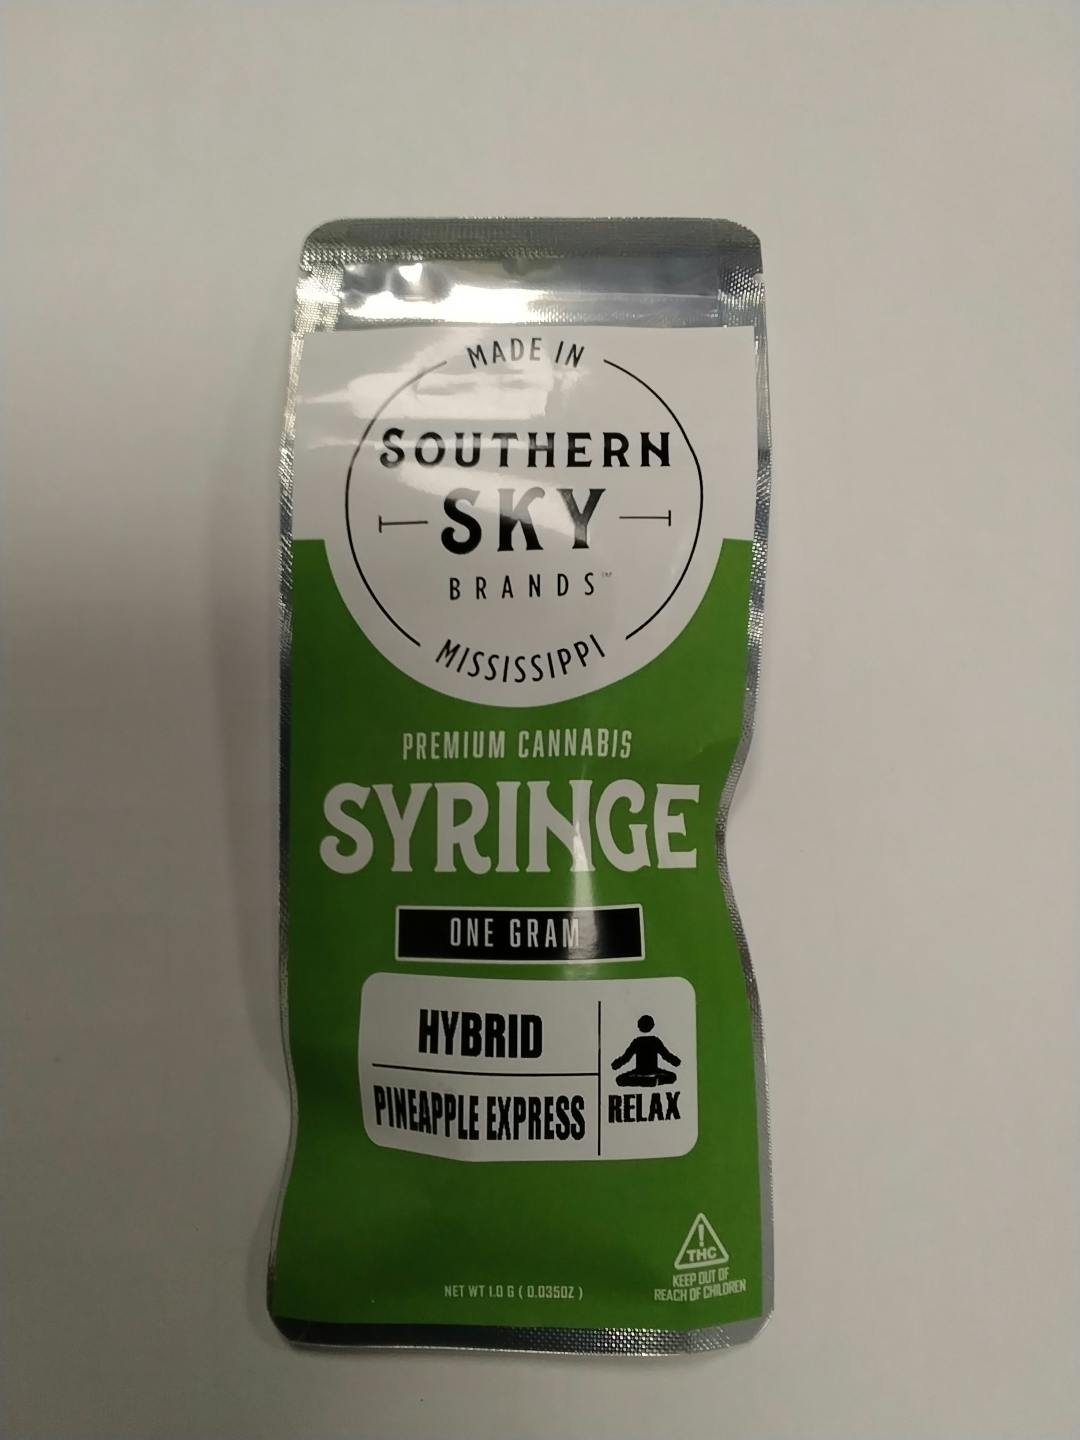 MADE IN
SOUTHERN
SKY
BRANDS™
MISSISSIPPI
PREMIUM CANNABIS
SYRINGE
ONE GRAM
HYBRID
PINEAPPLE EXPRESS
RELAX
!
THC
KEEP OUT OF
REACH OF CHILDREN
NET WT 1.0 G ( 0.035OZ )